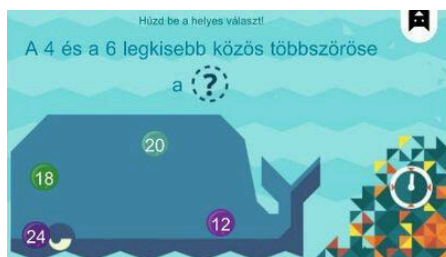 Húzd be a helyes választ!
A 4 és a 6 legkisebb közös többszöröse
a ?
20
18
12
24